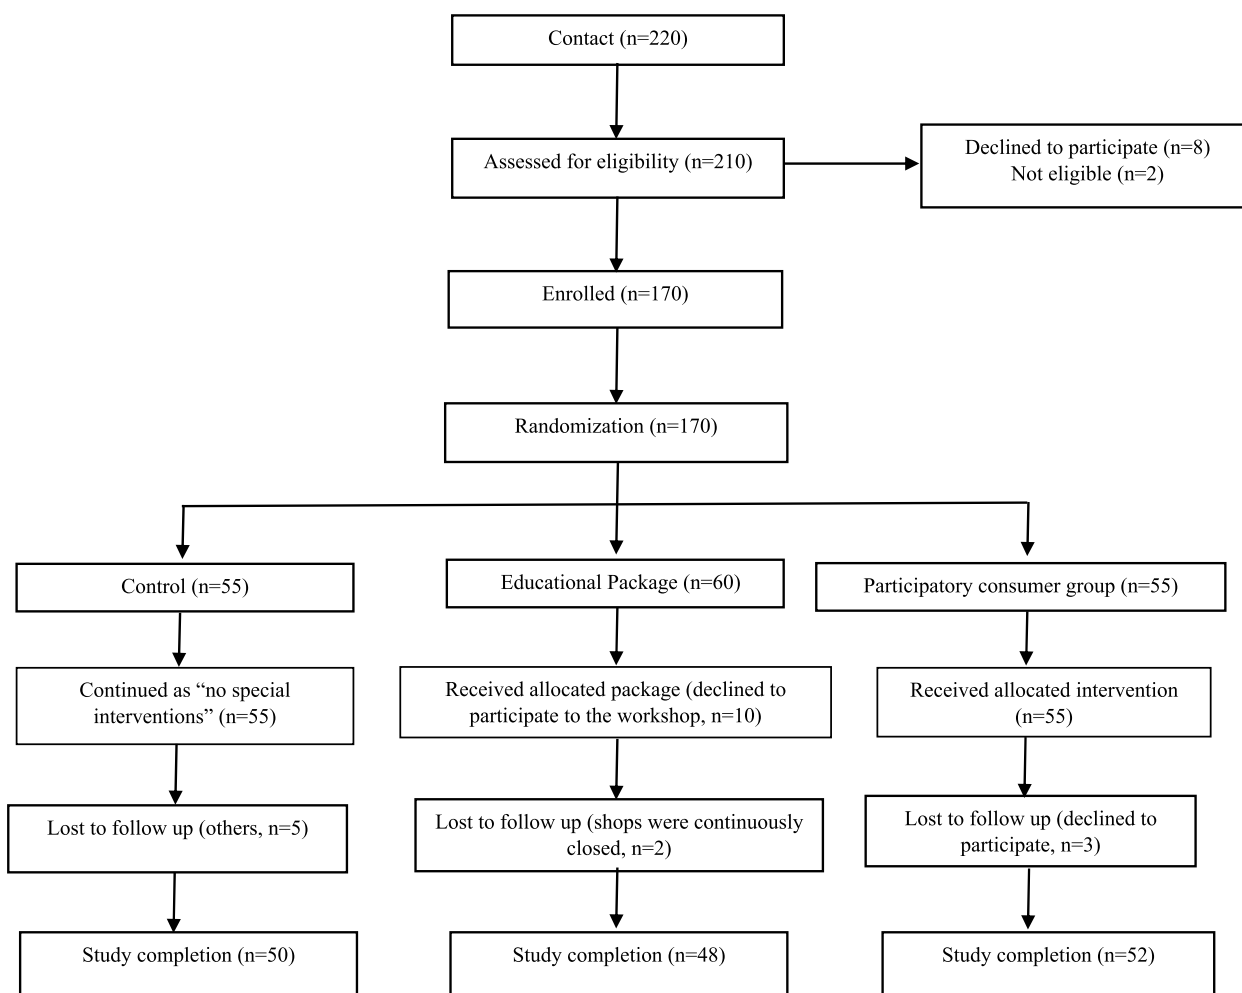 Contact (n=220)
Assessed for eligibility (n=210)
Declined to participate (n=8)
Not eligible (n=2)
Enrolled (n=170)
Randomization (n=170)
Control (n=55)
Educational Package (n=60)
Participatory consumer group (n=55)
Continued as “no special
interventions” (n=55)
Received allocated package (declined to
participate to the workshop, n=10)
Received allocated intervention
(n=55)
Lost to follow up (others, n=5)
Lost to follow up (shops were continuously
closed, n=2)
Lost to follow up (declined to
participate, n=3)
Study completion (n=50)
Study completion (n=48)
Study completion (n=52)